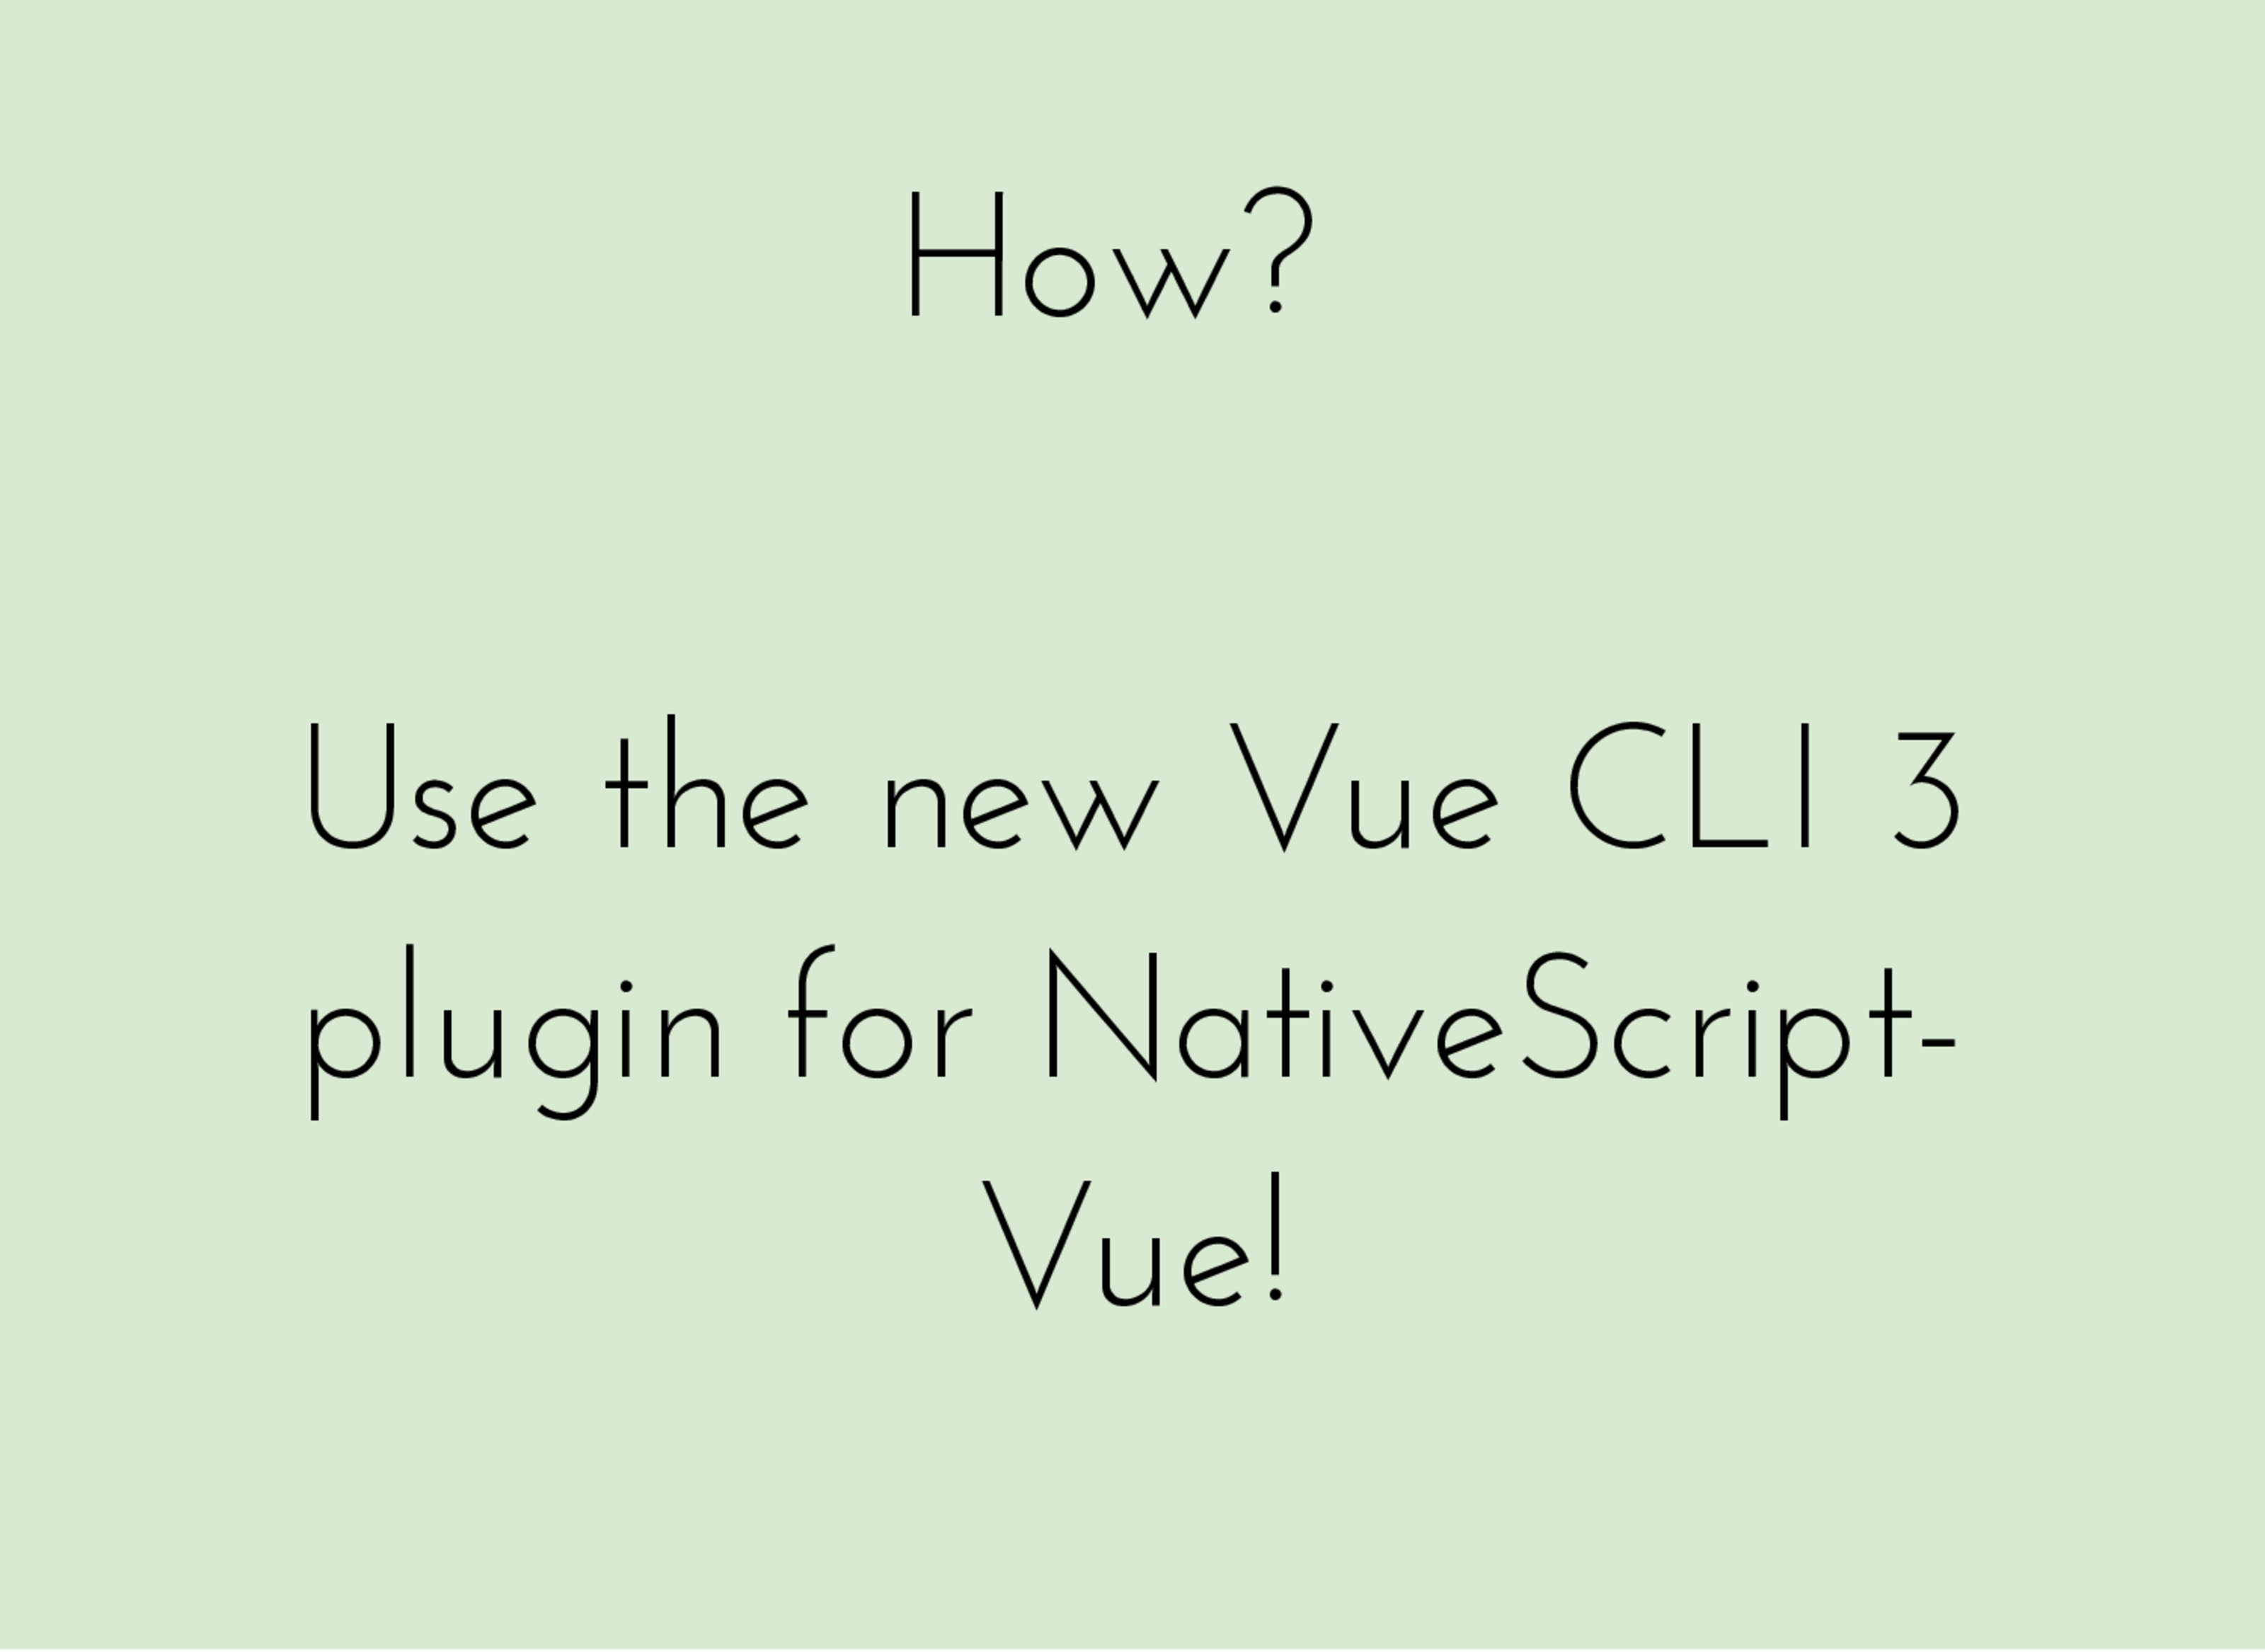 How?
Use the new Vue CLI 3
plugin for NativeScript-
Vue!